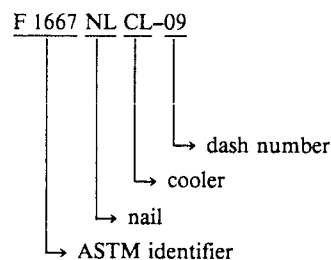 F 1667 NL CL-09
dash number
cooler
nail
ASTM identifier